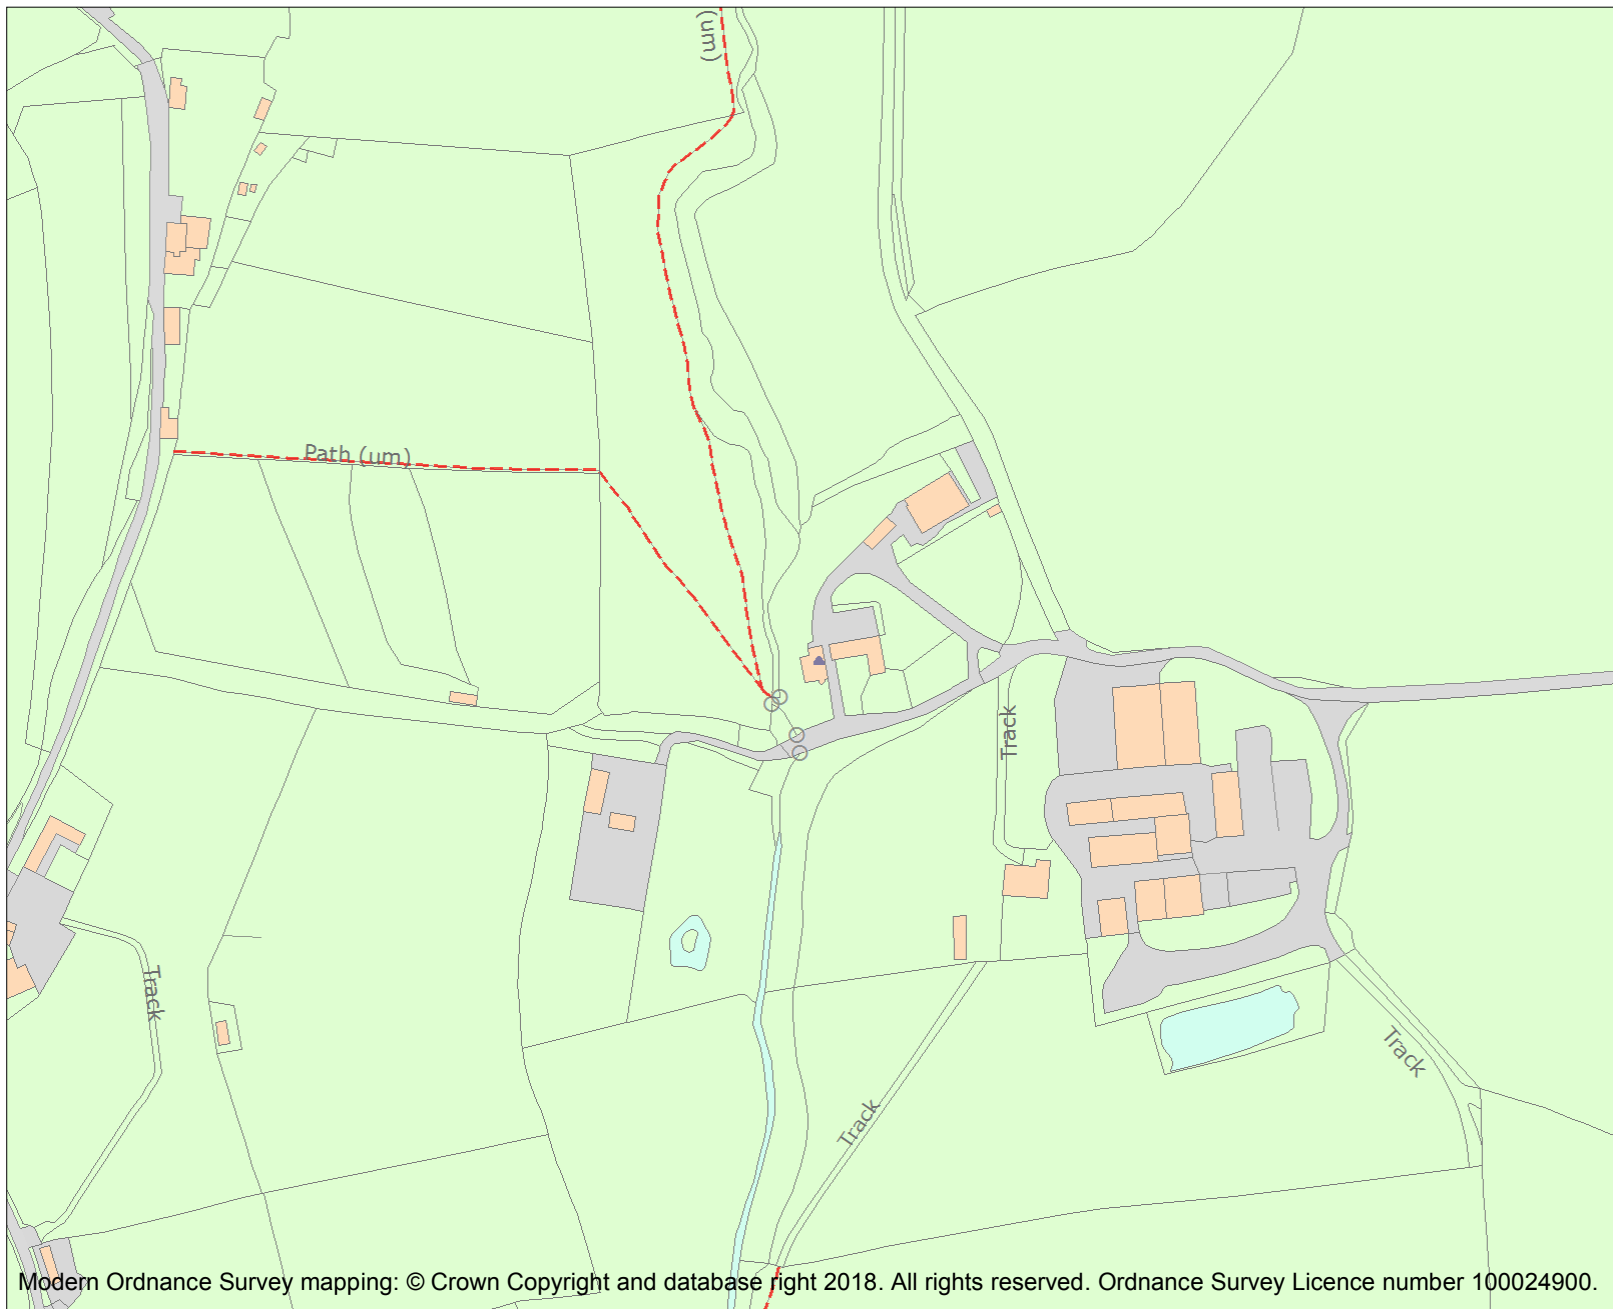 (um)
Path (um)
Track
Track
Track
Track
Modern Ordnance Survey mapping: © Crown Copyright and database right 2018. All rights reserved. Ordnance Survey Licence number 100024900.